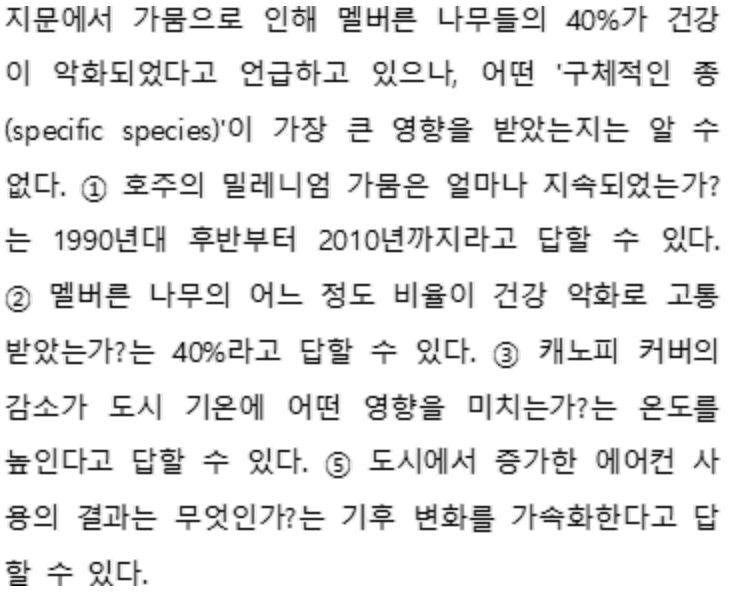 지문에서 가뭄으로 인해 멜버른 나무들의 40%가 건강
이 악화되었다고 언급하고 있으나, 어떤 '구체적인 종
(specific species)'이 가장 큰 영향을 받았는지는 알 수
없다. ① 호주의 밀레니엄 가뭄은 얼마나 지속되었는가?
는 1990년대 후반부터 2010년까지라고 답할 수 있다.
② 멜버른 나무의 어느 정도 비율이 건강 악화로 고통
받았는가?는 40%라고 답할 수 있다. ③ 캐노피 커버의
감소가 도시 기온에 어떤 영향을 미치는가?는 온도를
높인다고 답할 수 있다. ⑤ 도시에서 증가한 에어컨 사
용의 결과는 무엇인가?는 기후 변화를 가속화한다고 답
할 수 있다.